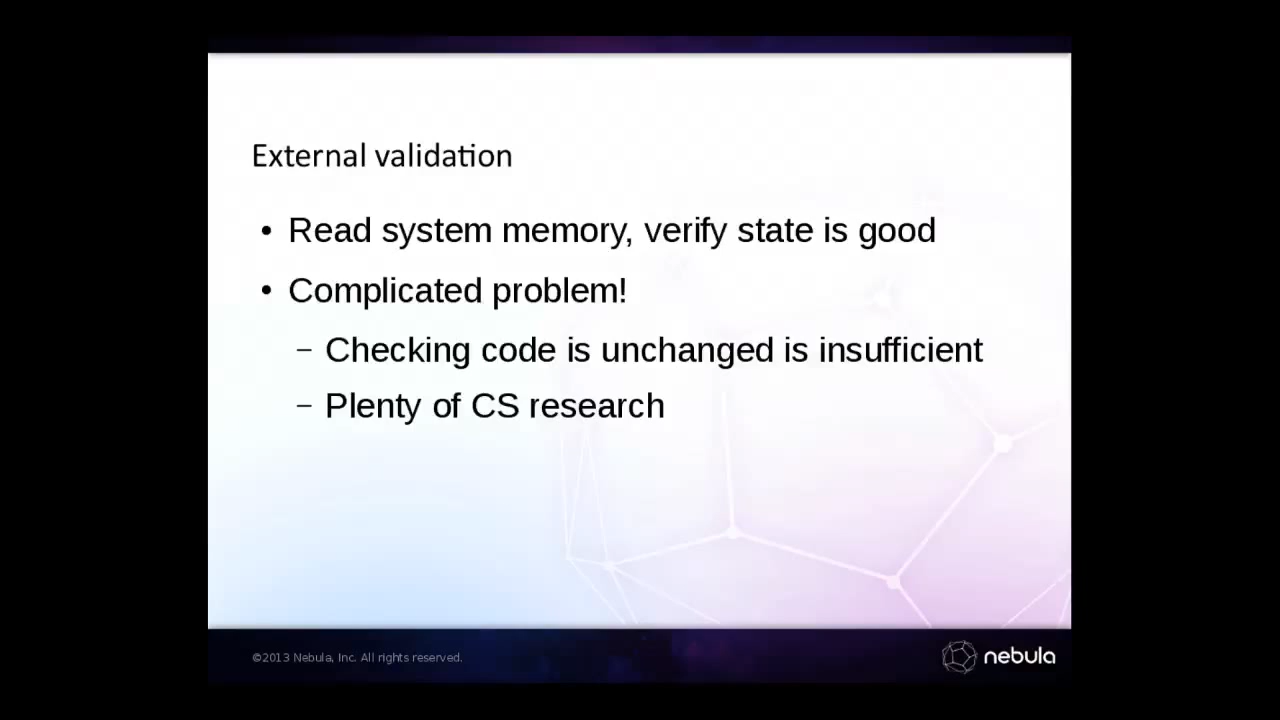 External validation
• Read system memory, verify state is good
• Complicated problem!
– Checking code is unchanged is insufficient
– Plenty of CS research
©2013 Nebula, Inc. All rights reserved.
nebula